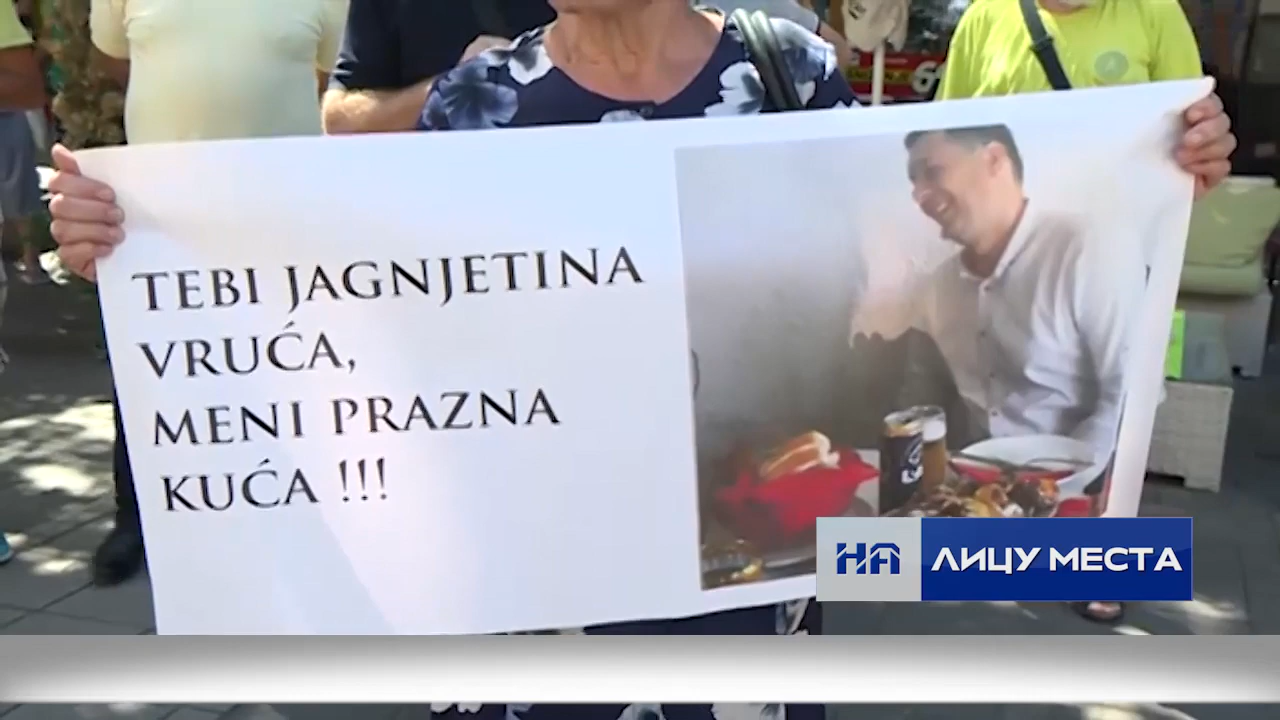 TEBI JAGNJETINA
VRUĆA,
MENI PRAZNA
KUĆA !!!
НА ЛИЦУ МЕСТА